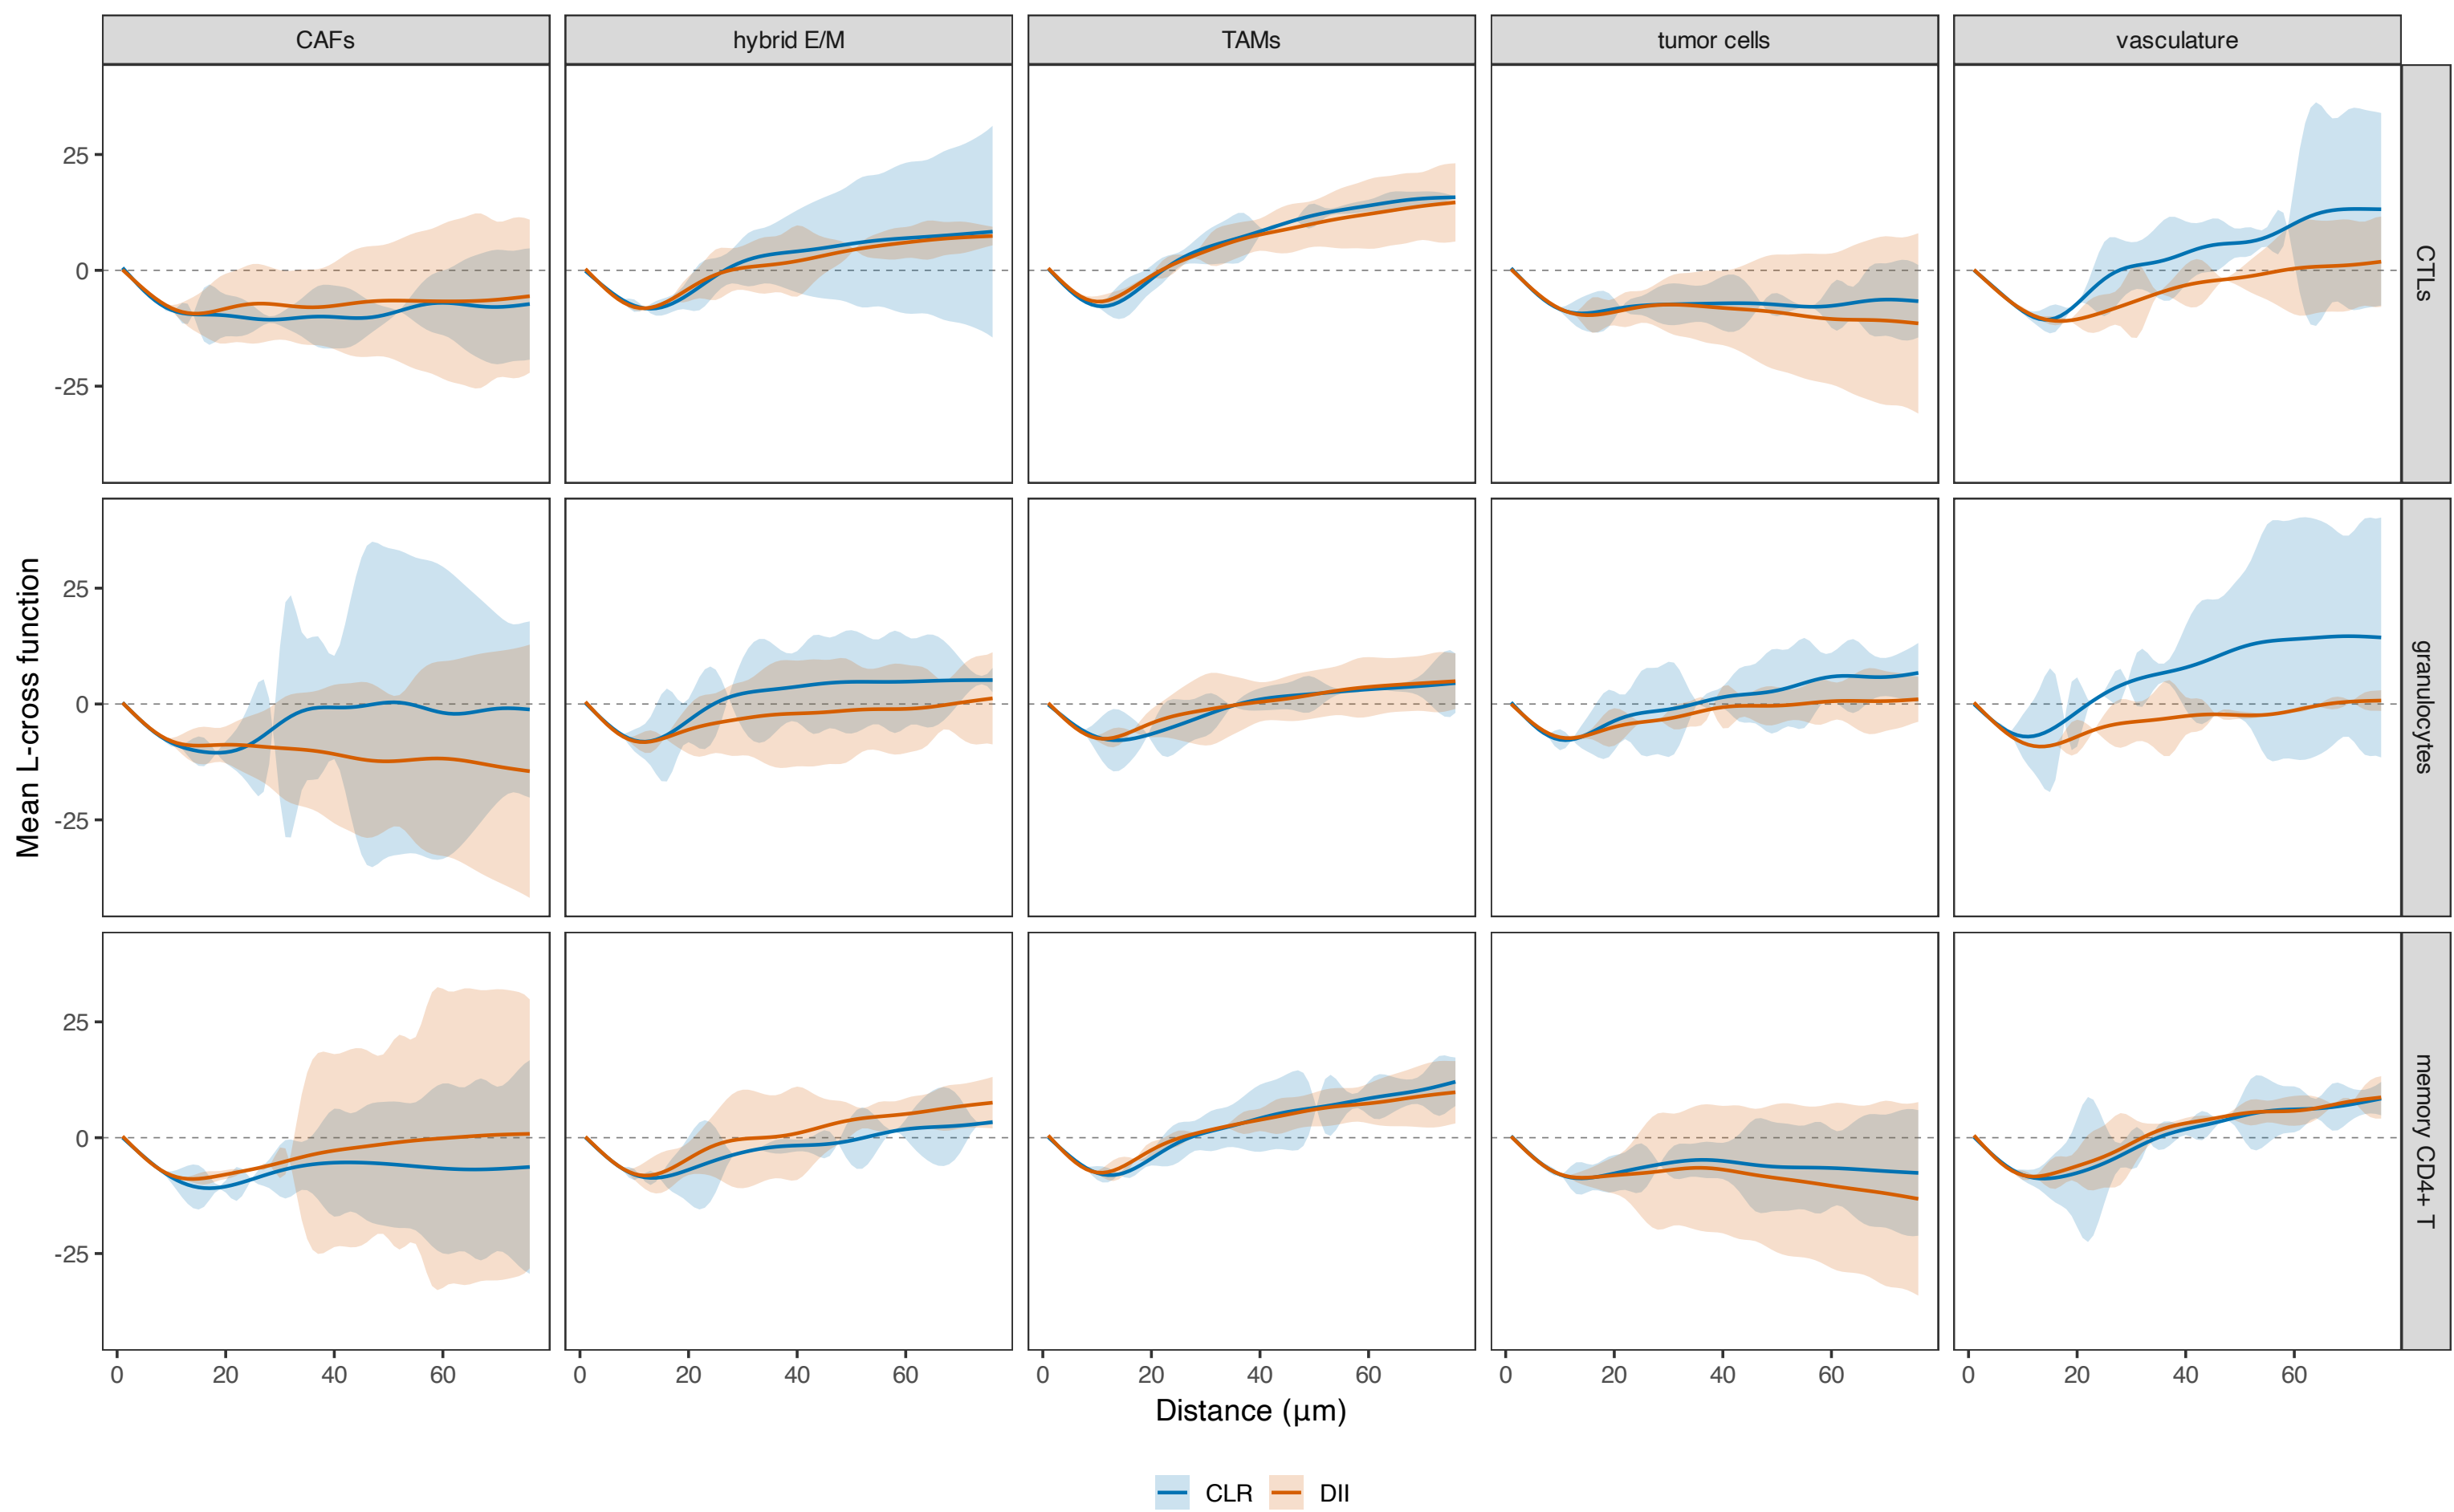 CAFs hybrid E/M TAMs tumor cells vasculature
25
0
-25
CTLs
25
0
-25
granulocytes
25
0
-25
memory CD4+ T
Mean L-cross function
0 20 40 60 0 20 40 60 0 20 40 60 0 20 40 60 0 20 40 60
Distance (μm)
CLR DII